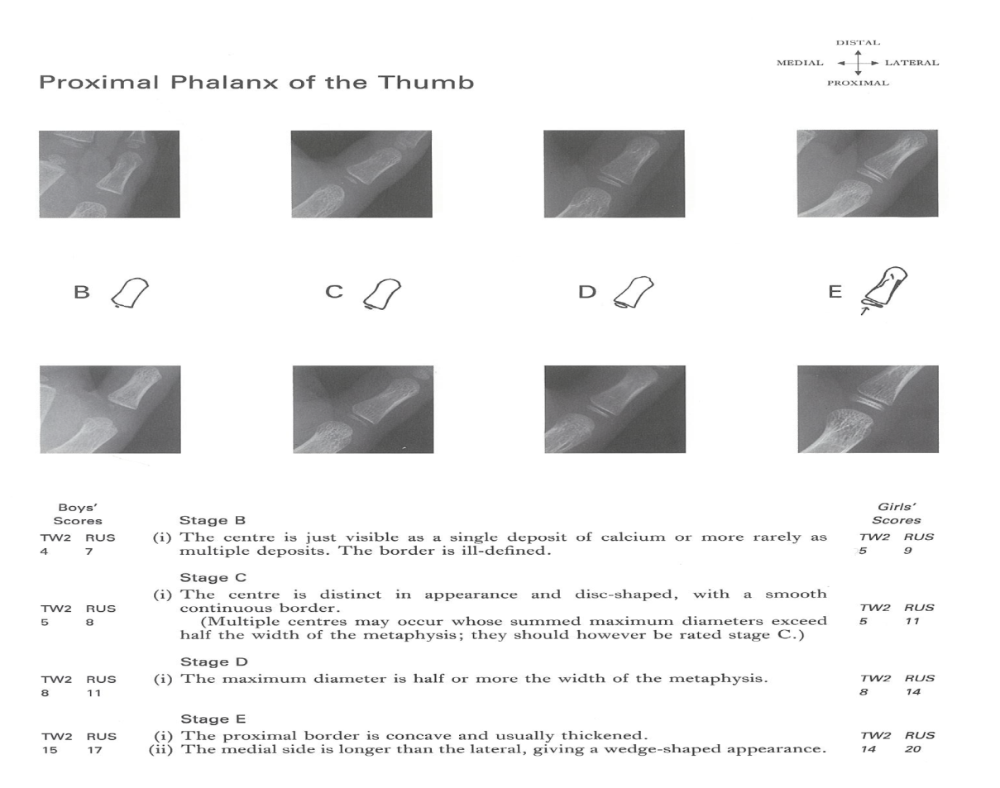 DISTAL
MEDIAL LATERAL
PROXIMAL
Proximal Phalanx of the Thumb
B C D E
Boys'
Scores
Girls'
Scores
Stage B
TW2 RUS
4 7
(i) The centre is just visible as a single deposit of calcium or more rarely as
multiple deposits. The border is ill-defined.
TW2 RUS
5 9
Stage C
TW2 RUS
5 8
(i) The centre is distinct in appearance and disc-shaped, with a smooth
continuous border.
(Multiple centres may occur whose summed maximum diameters exceed
half the width of the metaphysis; they should however be rated stage C.)
TW2 RUS
5 11
Stage D
TW2 RUS
8 11
(i) The maximum diameter is half or more the width of the metaphysis.
TW2 RUS
8 14
Stage E
TW2 RUS
15 17
(i) The proximal border is concave and usually thickened.
(ii) The medial side is longer than the lateral, giving a wedge-shaped appearance.
TW2 RUS
14 20